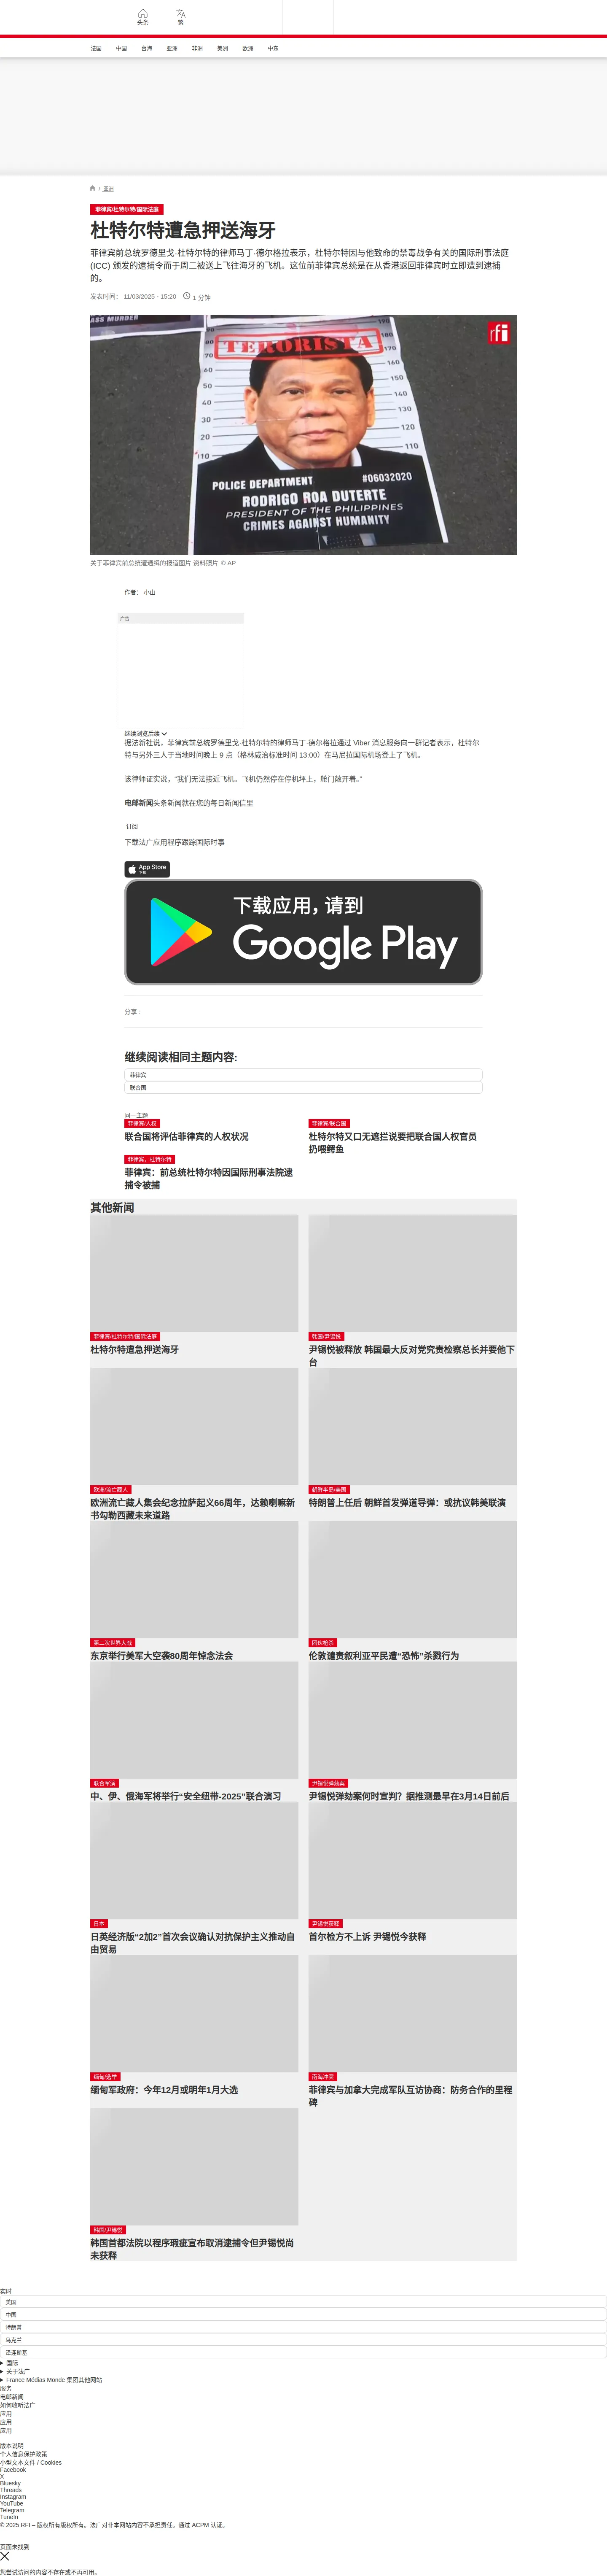 头条
繁
法国
中国
台海
亚洲
非洲
美洲
欧洲
中东
/ 亚洲
菲律宾/杜特尔特/国际法庭
杜特尔特遭急押送海牙
菲律宾前总统罗德里戈·杜特尔特的律师马丁·德尔格拉表示，杜特尔特因与他致命的禁毒战争有关的国际刑事法庭
(ICC) 颁发的逮捕令而于周二被送上飞往海牙的飞机。这位前菲律宾总统是在从香港返回菲律宾时立即遭到逮捕
的。
发表时间： 11/03/2025 - 15:20
1 分钟
ASS MURDER
TERORISTA
rfi
190
180
170
160
150
140
130
120
110
POLICE DEPARTMENT
#06032020
RODRIGO ROA DUTERTE
PRESIDENT OF THE PHILIPPINES
CRIMES AGAINST HUMANITY
关于菲律宾前总统遭通缉的报道图片 资料照片 © AP
作者： 小山
广告
继续浏览后续
据法新社说，菲律宾前总统罗德里戈·杜特尔特的律师马丁·德尔格拉通过 Viber 消息服务向一群记者表示，杜特尔
特与另外三人于当地时间晚上 9 点（格林威治标准时间 13:00）在马尼拉国际机场登上了飞机。
该律师证实说，“我们无法接近飞机。飞机仍然停在停机坪上，舱门敞开着。”
电邮新闻头条新闻就在您的每日新闻信里
订阅
下载法广应用程序跟踪国际时事
App Store
下载
下载应用，请到
Google Play
分享 :
继续阅读相同主题内容:
菲律宾
联合国
同一主题
菲律宾/人权
联合国将评估菲律宾的人权状况
菲律宾/联合国
杜特尔特又口无遮拦说要把联合国人权官员
扔喂鳄鱼
菲律宾，杜特尔特
菲律宾：前总统杜特尔特因国际刑事法院逮
捕令被捕
其他新闻
菲律宾/杜特尔特/国际法庭
杜特尔特遭急押送海牙
韩国/尹锡悦
尹锡悦被释放 韩国最大反对党究责检察总长并要他下
台
欧洲/流亡藏人
欧洲流亡藏人集会纪念拉萨起义66周年，达赖喇嘛新
书勾勒西藏未来道路
朝鲜半岛/美国
特朗普上任后 朝鲜首发弹道导弹：或抗议韩美联演
第二次世界大战
东京举行美军大空袭80周年悼念法会
团伙枪杀
伦敦谴责叙利亚平民遭“恐怖”杀戮行为
联合军演
中、伊、俄海军将举行“安全纽带-2025”联合演习
尹锡悦弹劾案
尹锡悦弹劾案何时宣判？据推测最早在3月14日前后
日本
日英经济版“2加2”首次会议确认对抗保护主义推动自
由贸易
尹锡悦获释
首尔检方不上诉 尹锡悦今获释
缅甸/选举
缅甸军政府：今年12月或明年1月大选
南海冲突
菲律宾与加拿大完成军队互访协商：防务合作的里程
碑
韩国/尹锡悦
韩国首都法院以程序瑕疵宣布取消逮捕令但尹锡悦尚
未获释
实时
美国
中国
特朗普
乌克兰
泽连斯基
国际
关于法广
France Médias Monde 集团其他网站
服务
电邮新闻
如何收听法广
应用
应用
应用
版本说明
个人信息保护政策
小型文本文件 / Cookies
Facebook
X
Bluesky
Threads
Instagram
YouTube
Telegram
TuneIn
© 2025 RFI – 版权所有版权所有。法广对非本网站内容不承担责任。通过 ACPM 认证。
页面未找到
您尝试访问的内容不存在或不再可用。